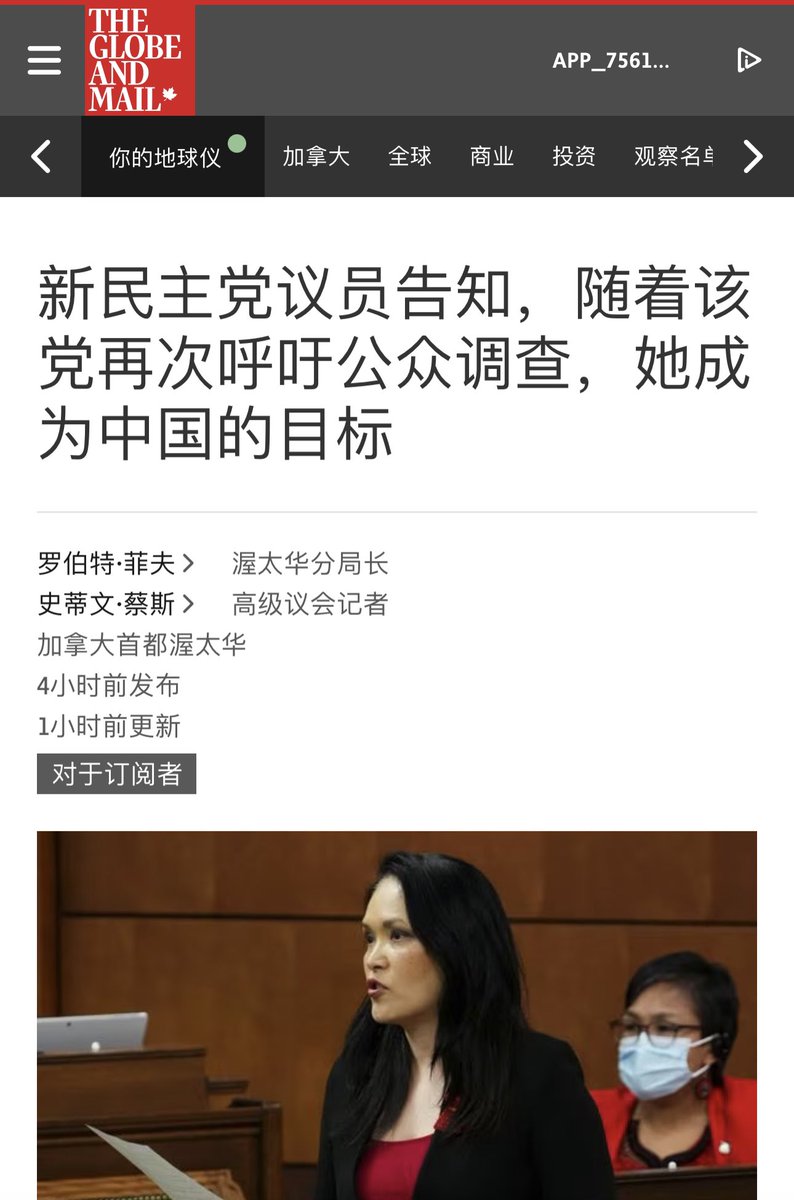 THE
GLOBE
AND
MAIL
APP_7561...
你的地球仪
加拿大
全球
商业
投资
观察名单
新民主党议员告知，随着该
党再次呼吁公众调查，她成
为中国的目标
罗伯特·菲夫
渥太华分局长
史蒂文·蔡斯
高级议会记者
加拿大首都渥太华
4小时前发布
1小时前更新
对于订阅者